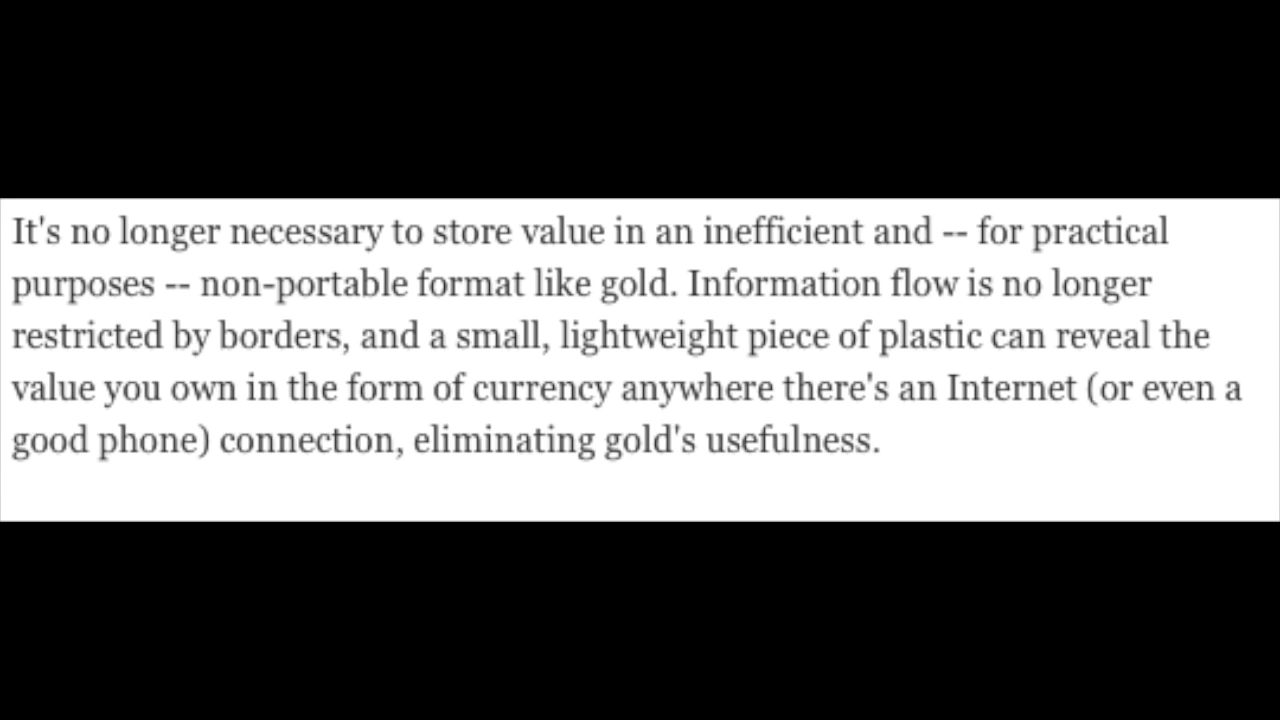 It's no longer necessary to store value in an inefficient and -- for practical
purposes -- non-portable format like gold. Information flow is no longer
restricted by borders, and a small, lightweight piece of plastic can reveal the
value you own in the form of currency anywhere there's an Internet (or even a
good phone) connection, eliminating gold's usefulness.